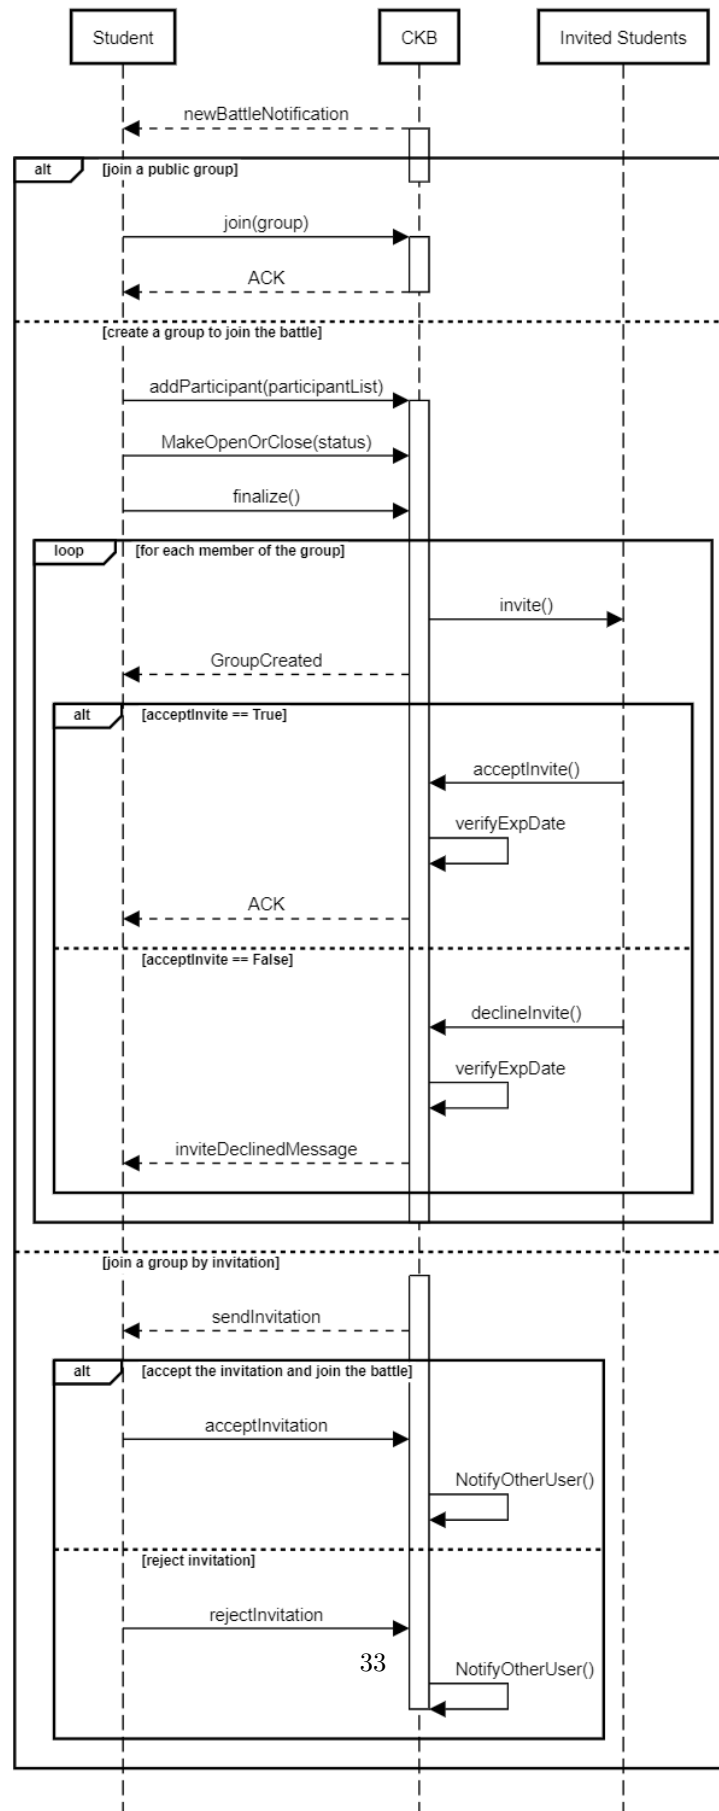 Student
CKB
Invited Students
newBattleNotification
alt
[join a public group]
join(group)
ACK
[create a group to join the battle]
addParticipant(participantList)
MakeOpenOrClose(status)
finalize()
loop
[for each member of the group]
invite()
GroupCreated
alt
[acceptInvite == True]
acceptInvite()
verifyExpDate
ACK
[acceptInvite == False]
declineInvite()
verifyExpDate
inviteDeclinedMessage
[join a group by invitation]
sendInvitation
alt
[accept the invitation and join the battle]
acceptInvitation
NotifyOtherUser()
[reject invitation]
rejectInvitation
33
NotifyOtherUser()